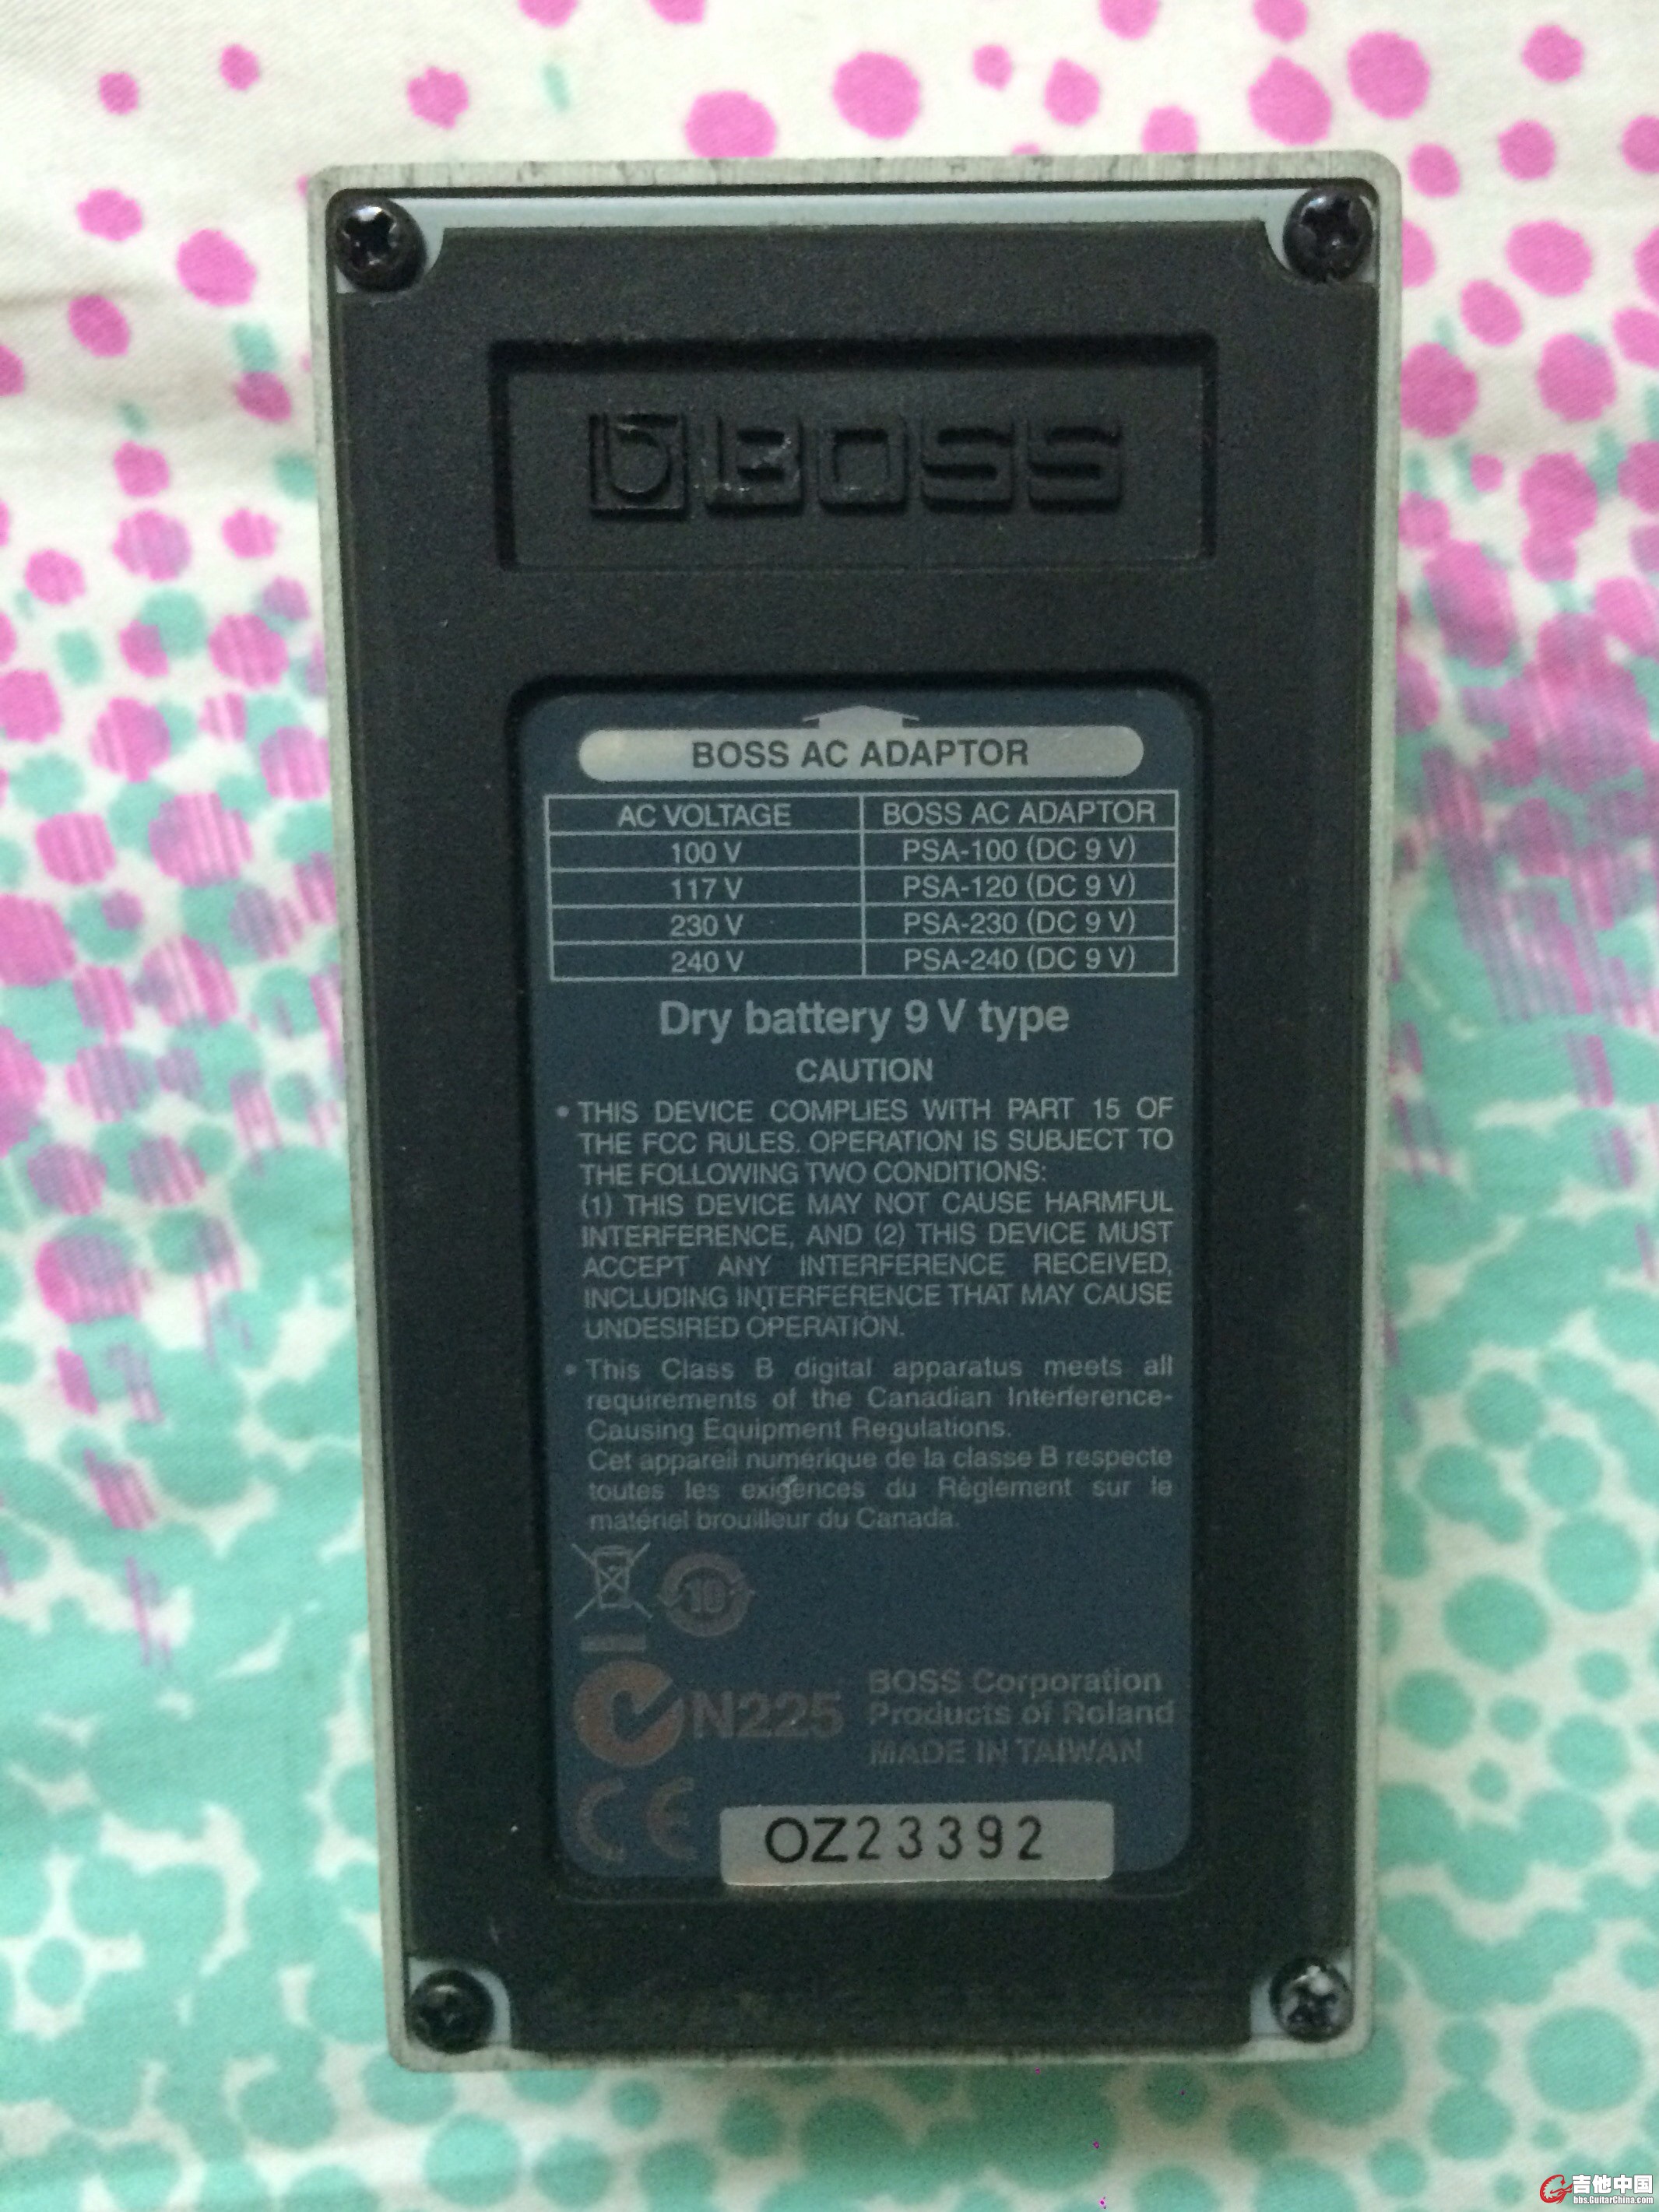 BOSS
BOSS AC ADAPTOR
AC VOLTAGE BOSS AC ADAPTOR
100 V PSA-100 (DC 9 V)
117 V PSA-120 (DC 9 V)
230 V PSA-230 (DC 9 V)
240 V PSA-240 (DC 9 V)
Dry battery 9 V type
CAUTION
• THIS DEVICE COMPLIES WITH PART 15 OF
THE FCC RULES. OPERATION IS SUBJECT TO
THE FOLLOWING TWO CONDITIONS:
(1) THIS DEVICE MAY NOT CAUSE HARMFUL
INTERFERENCE, AND (2) THIS DEVICE MUST
ACCEPT ANY INTERFERENCE RECEIVED,
INCLUDING INTERFERENCE THAT MAY CAUSE
UNDESIRED OPERATION.
• This Class B digital apparatus meets all
requirements of the Canadian Interference-
Causing Equipment Regulations.
Cet appareil numérique de la classe B respecte
toutes les exigences du Règlement sur le
matériel brouilleur du Canada.
10
N225
BOSS Corporation
Products of Roland
MADE IN TAIWAN
CE
OZ23392
吉他中国
bbs.GuitarChina.com